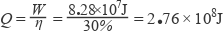 Q = W/η = 8.28×10⁷J/30% = 2.76×10⁸J